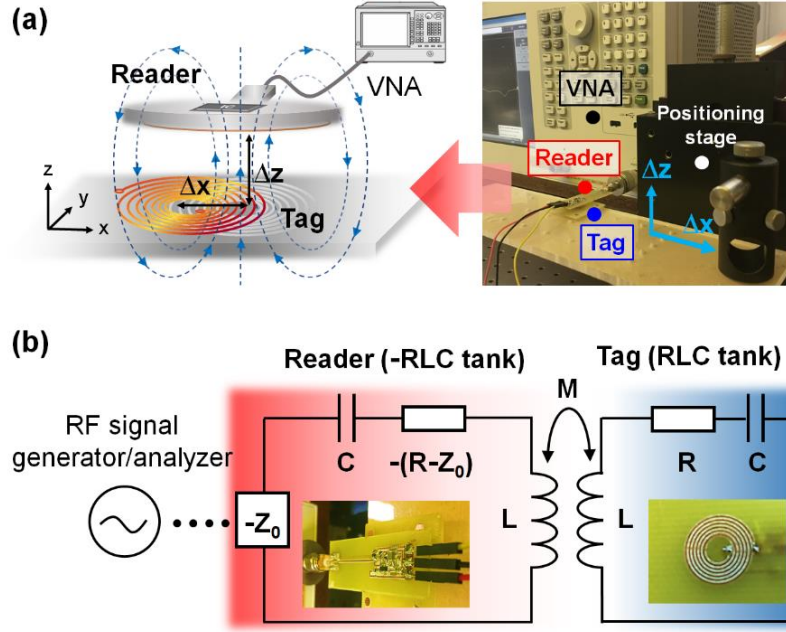 (a)
Reader
VNA
Δz
Δx
Tag
z
y
x
VNA
Positioning
stage
Reader
Δz
Δx
Tag
(b)
Reader (-RLC tank)
Tag (RLC tank)
M
RF signal
generator/analyzer
C
-(R-Z₀)
R
C
-Z₀
L
L